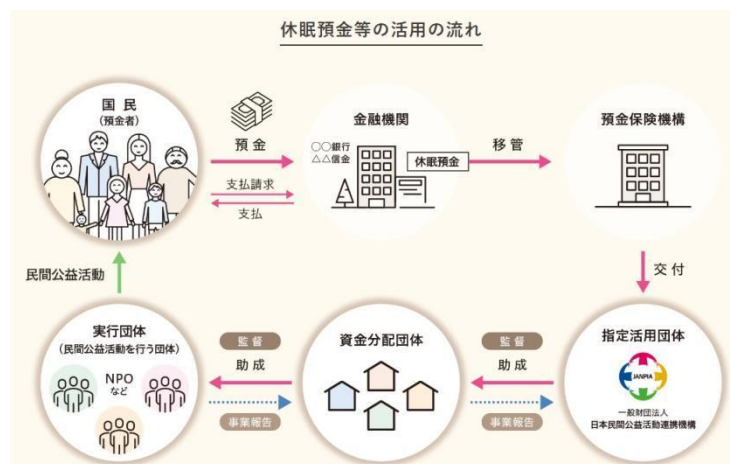 休眠預金等の活用の流れ
国民
(預金者)
預金
支払請求
支払
金融機関
○○銀行
△△信金
休眠預金
移管
預金保険機構
交付
民間公益活動
実行団体
(民間公益活動を行う団体)
NPO
など
監督
助成
事業報告
資金分配団体
監督
助成
事業報告
指定活用団体
JANPIA
一般財団法人
日本民間公益活動連携機構